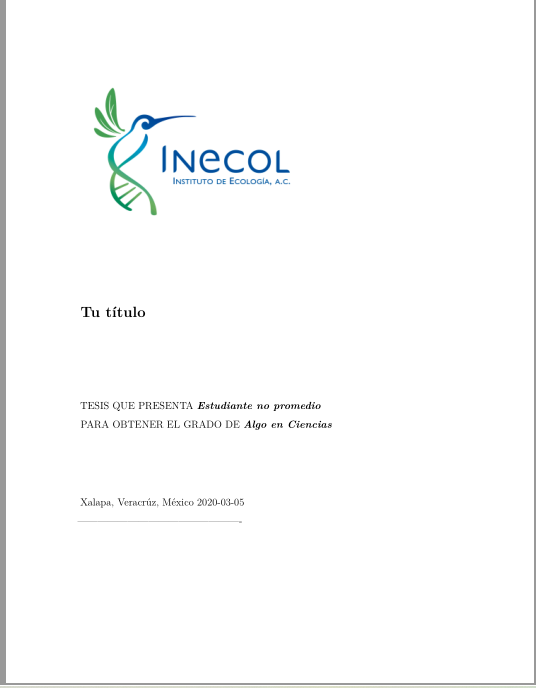 INECOL
INSTITUTO DE ECOLOGÍA, A.C.
Tu título
TESIS QUE PRESENTA Estudiante no promedio
PARA OBTENER EL GRADO DE Algo en Ciencias
Xalapa, Veracrúz, México 2020-03-05